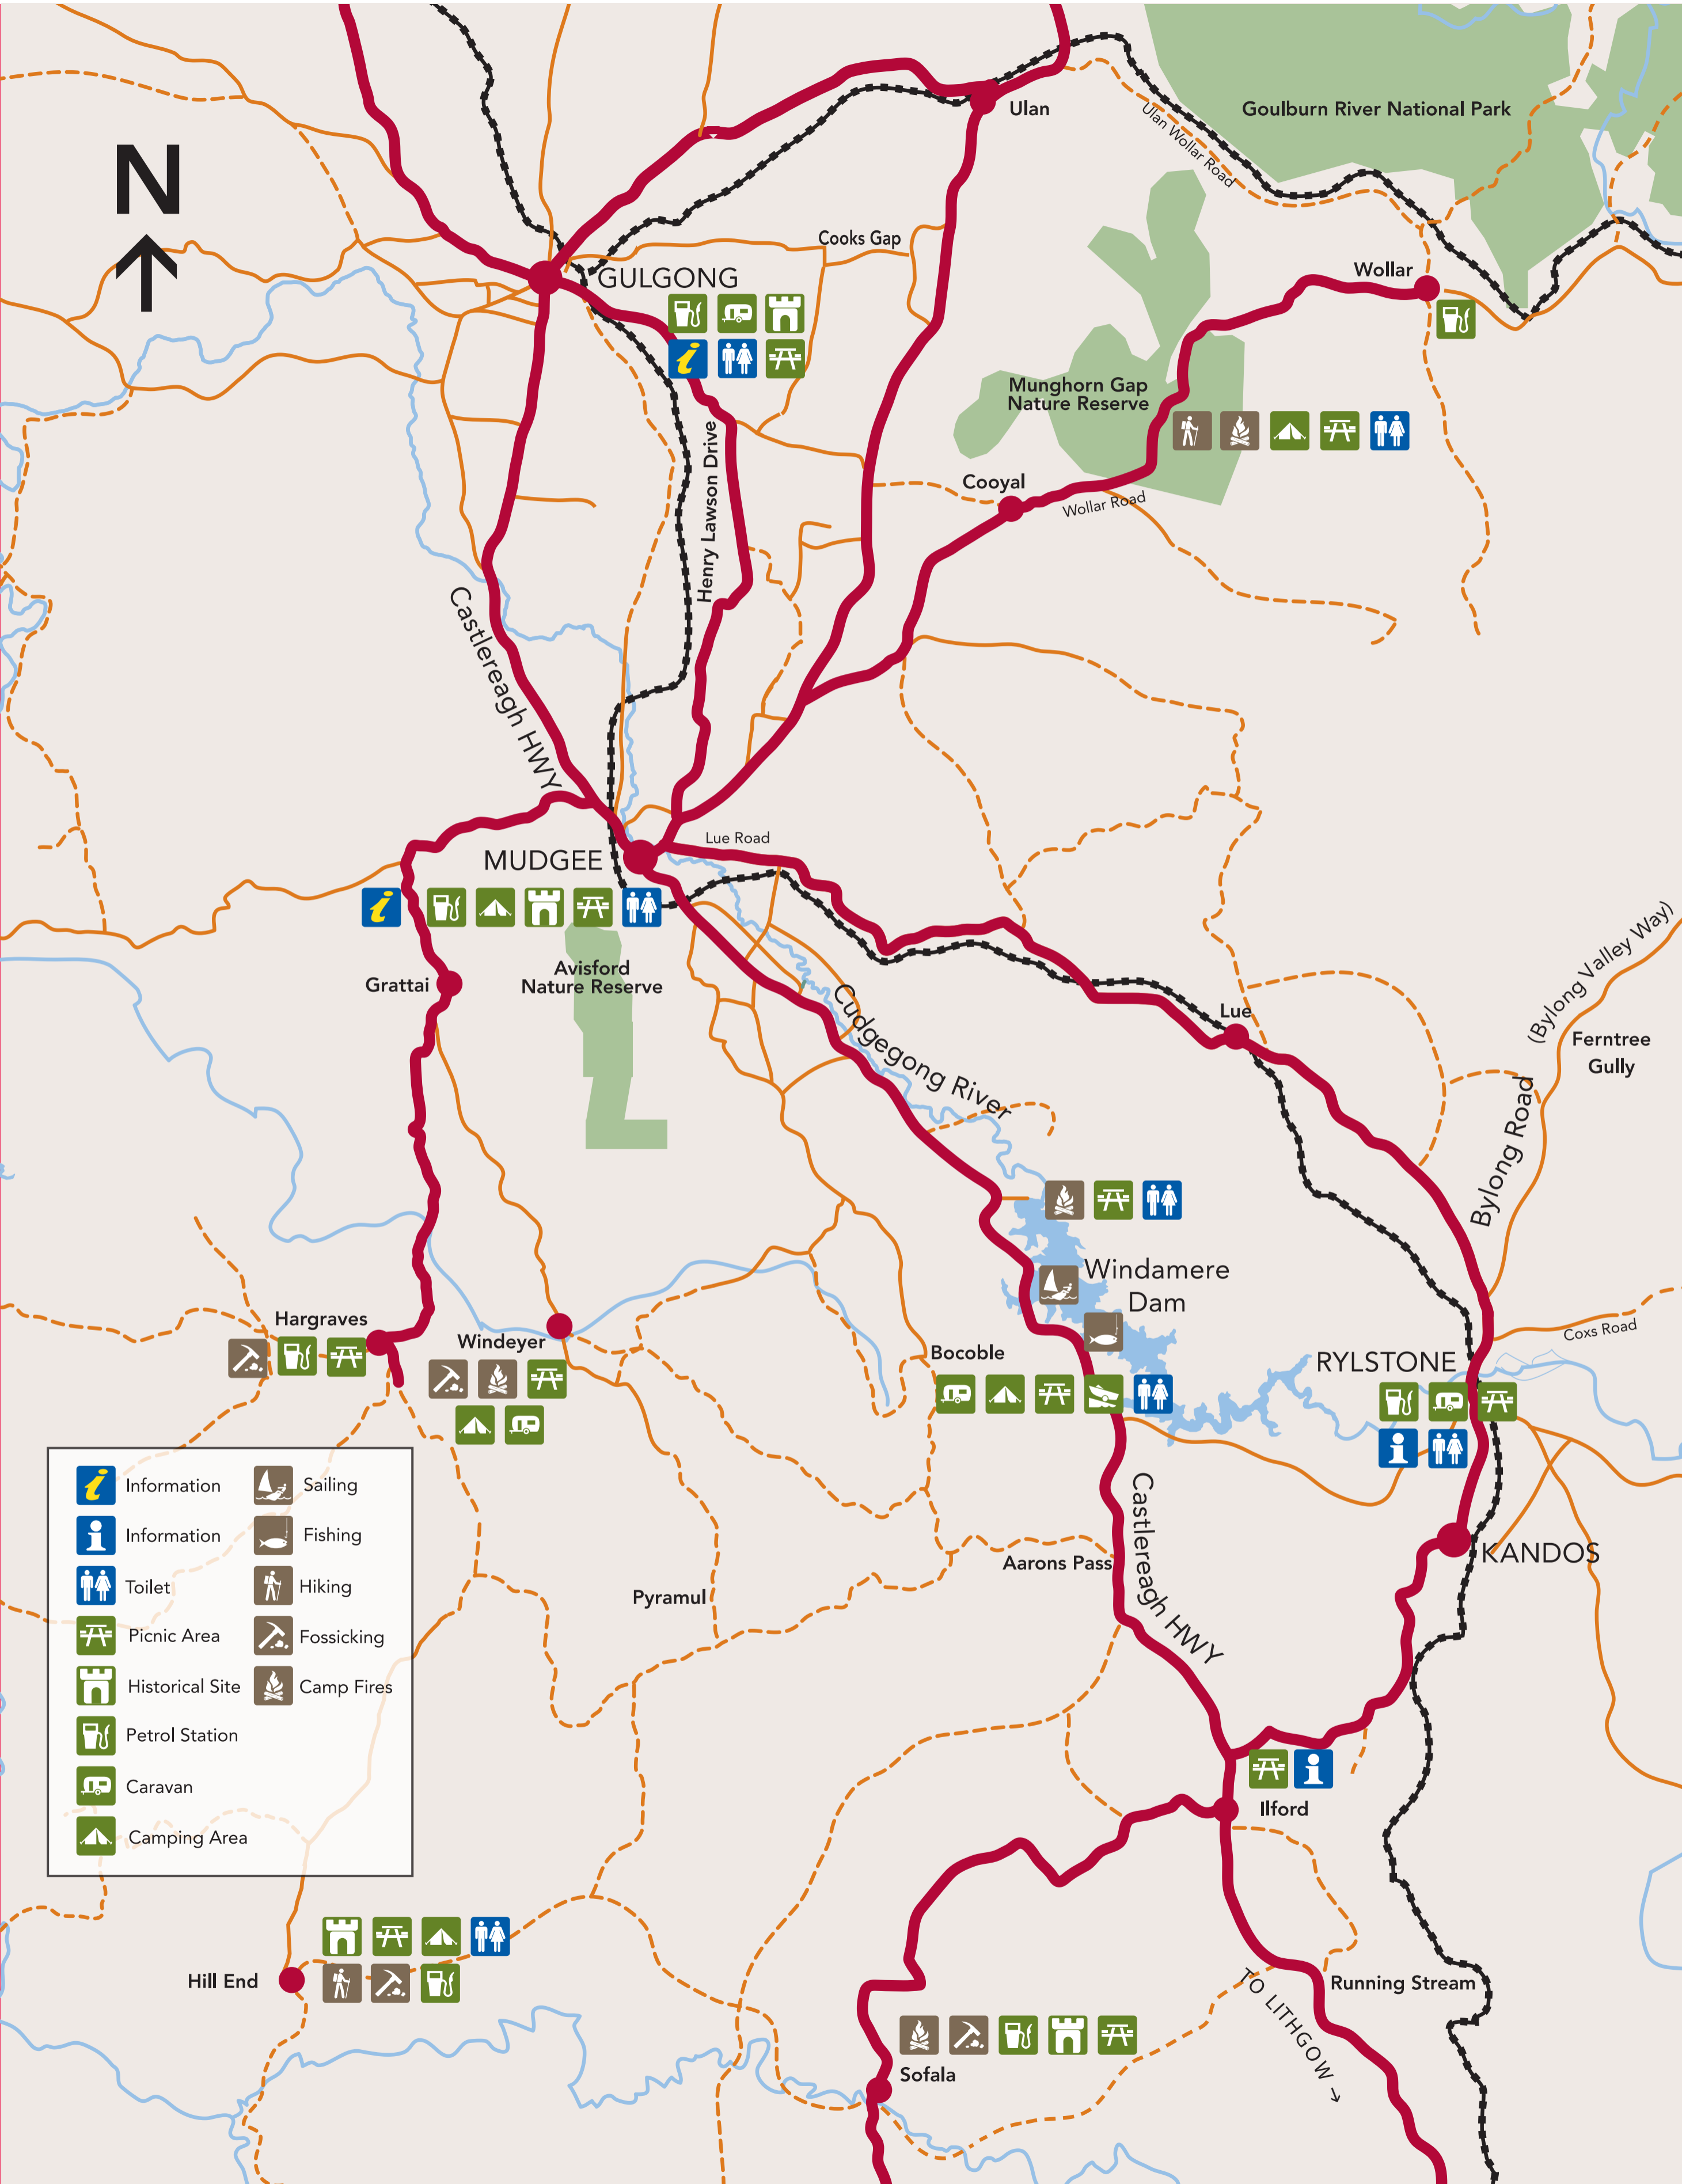 Ulan
Goulburn River National Park
Ulan Wollar Road
N
Cooks Gap
GULGONG
Wollar
Munghorn Gap
Nature Reserve
Henry Lawson Drive
Cooyal
Wollar Road
Castlereagh HWY
Lue Road
MUDGEE
Avisford
Nature Reserve
Grattai
Cudgegong River
Lue
(Bylong Valley Way)
Ferntree
Gully
Bylong Road
Windamere
Dam
Hargraves
Windeyer
Bocoble
Coxs Road
RYLSTONE
Castlereagh HWY
Aarons Pass
KANDOS
Pyramul
i Information
i Information
Toilet
Picnic Area
Historical Site
Petrol Station
Caravan
Camping Area
Sailing
Fishing
Hiking
Fossicking
Camp Fires
Ilford
Hill End
Running Stream
TO LITHGOW →
Sofala